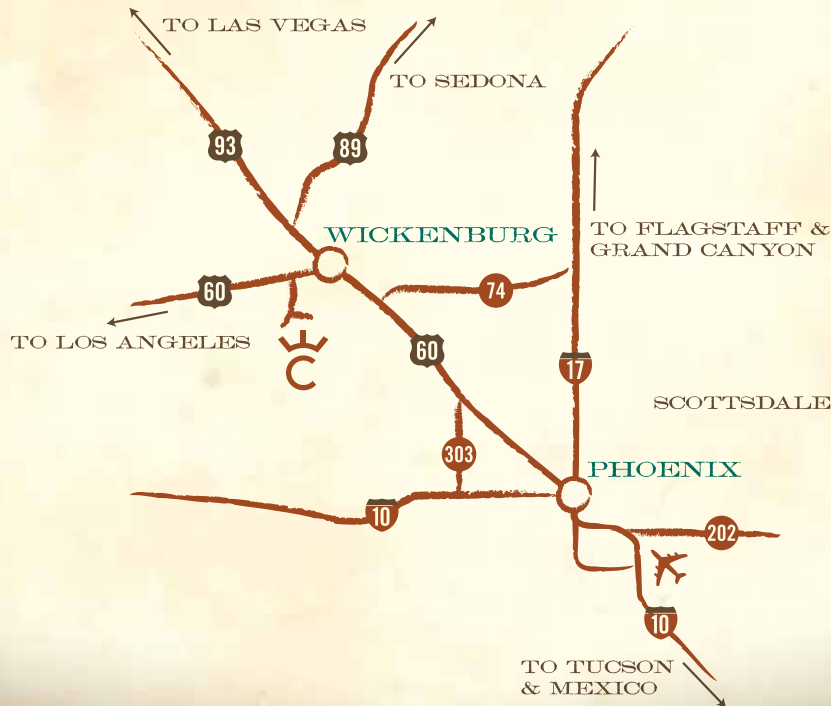 TO LAS VEGAS
TO SEDONA
93
89
TO FLAGSTAFF &
GRAND CANYON
WICKENBURG
60
74
TO LOS ANGELES
60
17
C
SCOTTSDALE
303
PHOENIX
10
202
10
TO TUCSON
& MEXICO